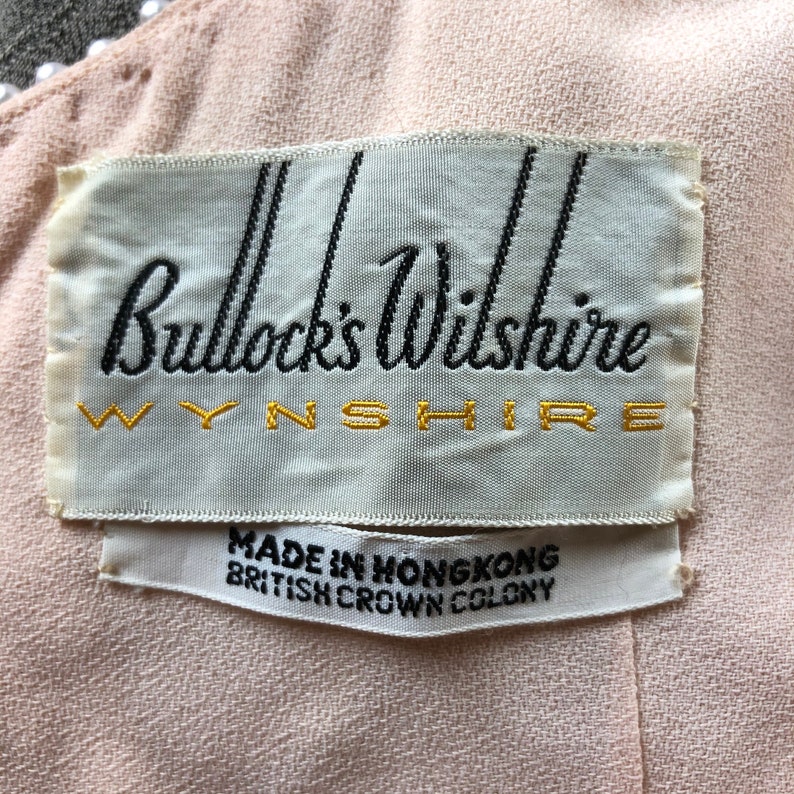 Bullock's Wilshire
WYNSHIRE
MADE IN HONGKONG
BRITISH CROWN COLONY